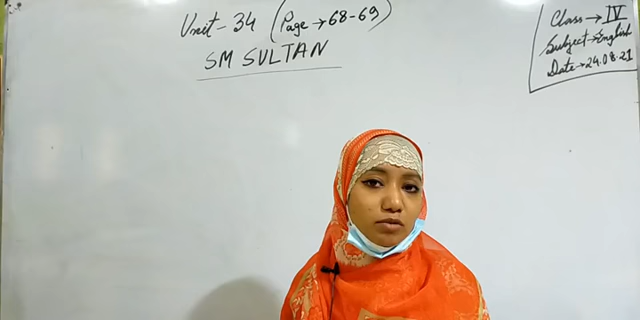 Unit - 34 (Page → 68-69)
SM SULTAN
Class → IV
Subject → English
Date → 24.08.21